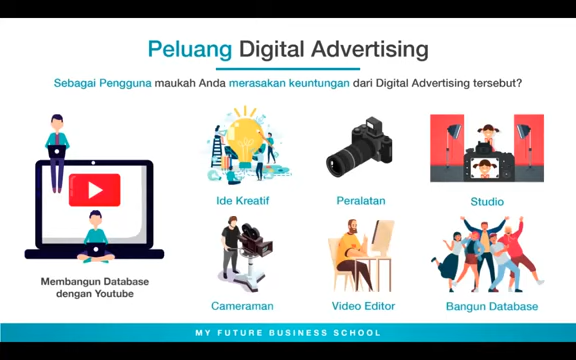 Peluang Digital Advertising
Sebagai Pengguna maukah Anda merasakan keuntungan dari Digital Advertising tersebut?
Ide Kreatif
Peralatan
Studio
Membangun Database
dengan Youtube
Cameraman
Video Editor
Bangun Database
MY FUTURE BUSINESS SCHOOL